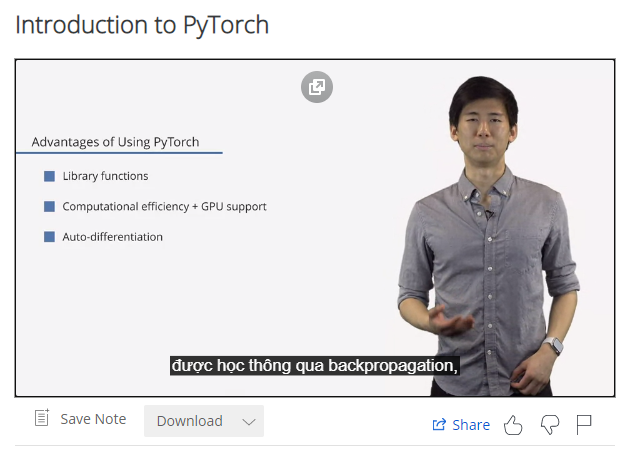 Introduction to PyTorch
Advantages of Using PyTorch
Library functions
Computational efficiency + GPU support
Auto-differentiation
được học thông qua backpropagation,
Save Note
Download
Share